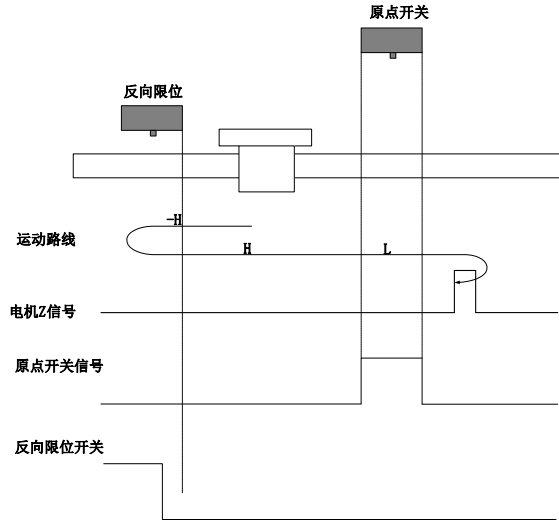 原点开关
反向限位
-H
运动路线
H
L
电机Z信号
原点开关信号
反向限位开关